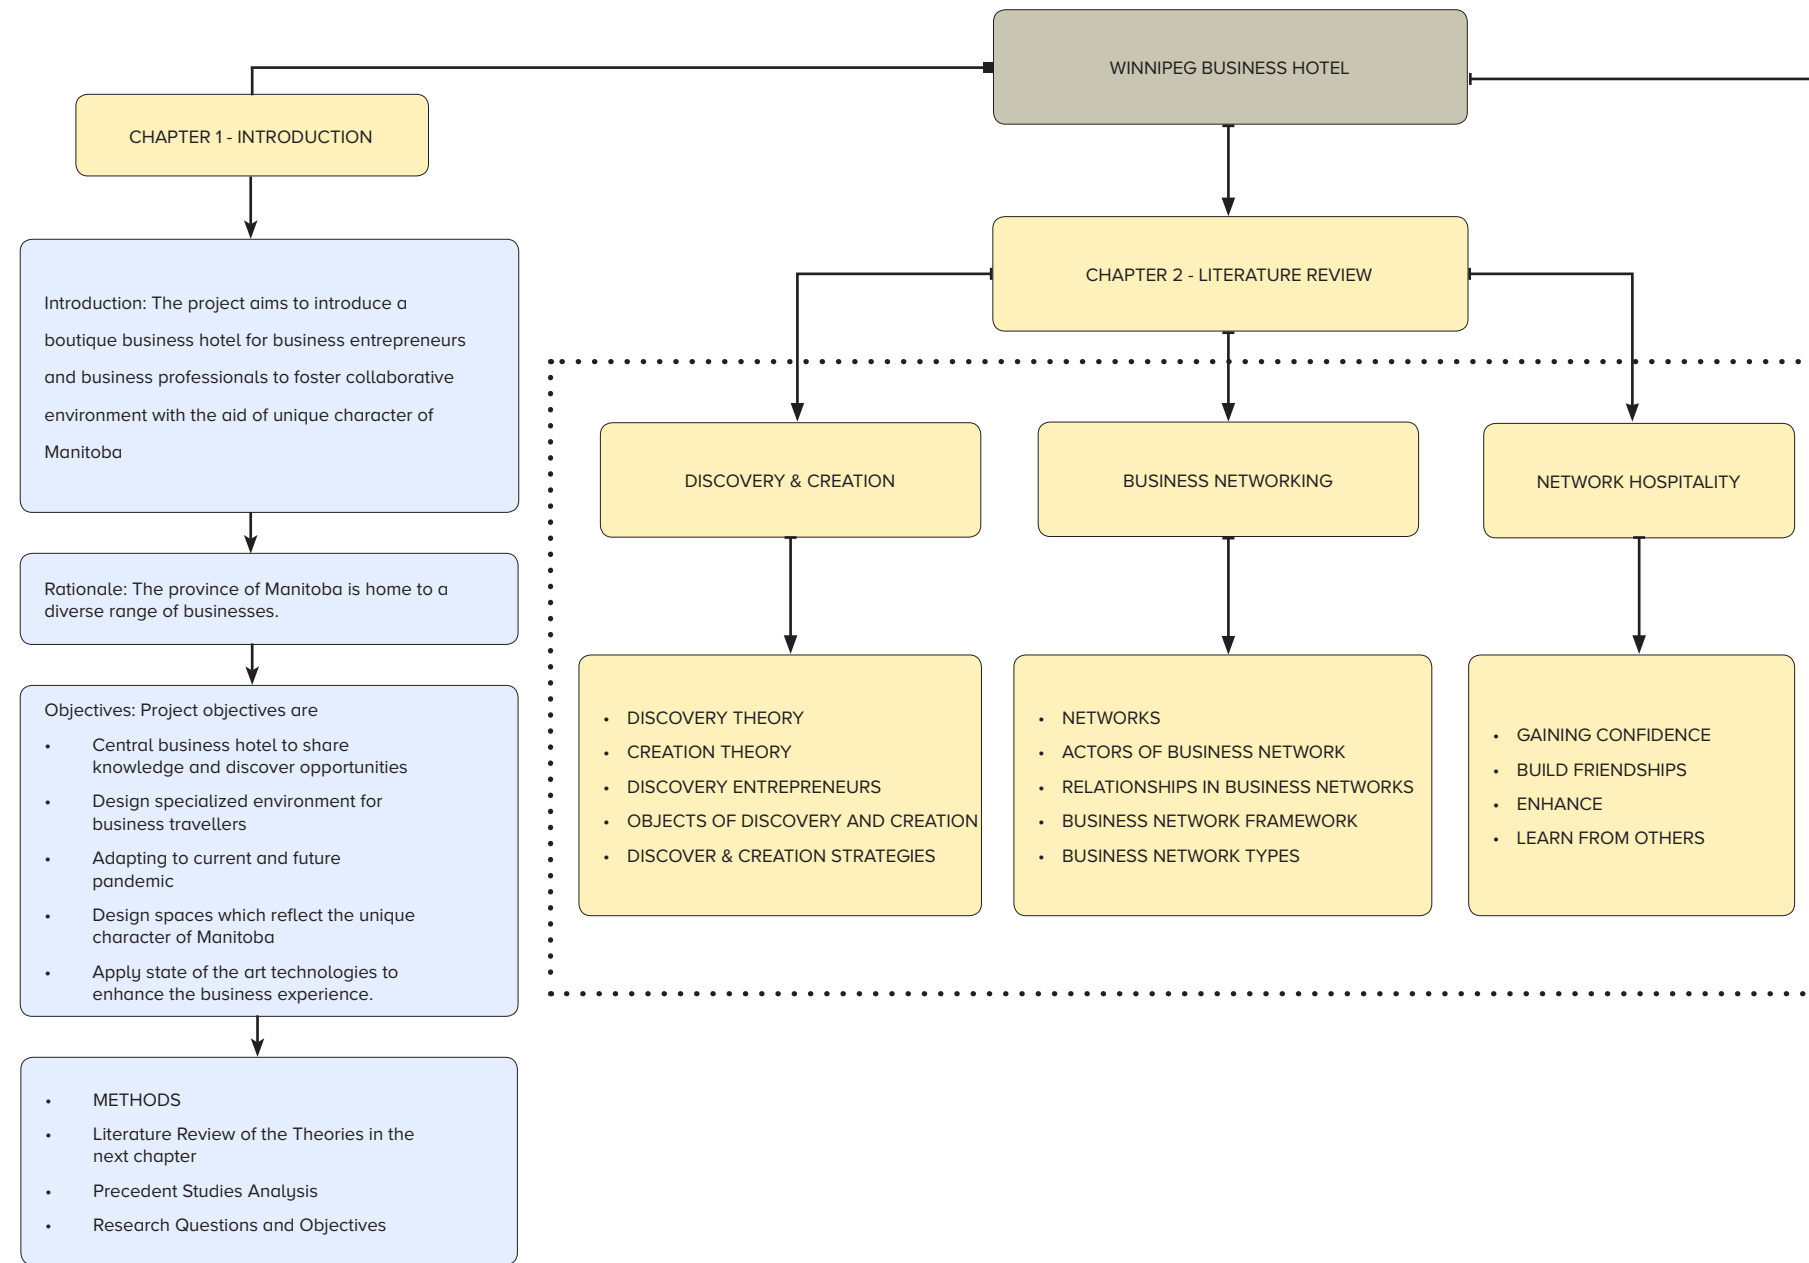 WINNIPEG BUSINESS HOTEL
CHAPTER 1 - INTRODUCTION
Introduction: The project aims to introduce a
boutique business hotel for business entrepreneurs
and business professionals to foster collaborative
environment with the aid of unique character of
Manitoba
Rationale: The province of Manitoba is home to a
diverse range of businesses.
Objectives: Project objectives are
• Central business hotel to share
knowledge and discover opportunities
• Design specialized environment for
business travellers
• Adapting to current and future
pandemic
• Design spaces which reflect the unique
character of Manitoba
• Apply state of the art technologies to
enhance the business experience.
• METHODS
• Literature Review of the Theories in the
next chapter
• Precedent Studies Analysis
• Research Questions and Objectives
CHAPTER 2 - LITERATURE REVIEW
DISCOVERY & CREATION
• DISCOVERY THEORY
• CREATION THEORY
• DISCOVERY ENTREPRENEURS
• OBJECTS OF DISCOVERY AND CREATION
• DISCOVER & CREATION STRATEGIES
BUSINESS NETWORKING
• NETWORKS
• ACTORS OF BUSINESS NETWORK
• RELATIONSHIPS IN BUSINESS NETWORKS
• BUSINESS NETWORK FRAMEWORK
• BUSINESS NETWORK TYPES
NETWORK HOSPITALITY
• GAINING CONFIDENCE
• BUILD FRIENDSHIPS
• ENHANCE
• LEARN FROM OTHERS